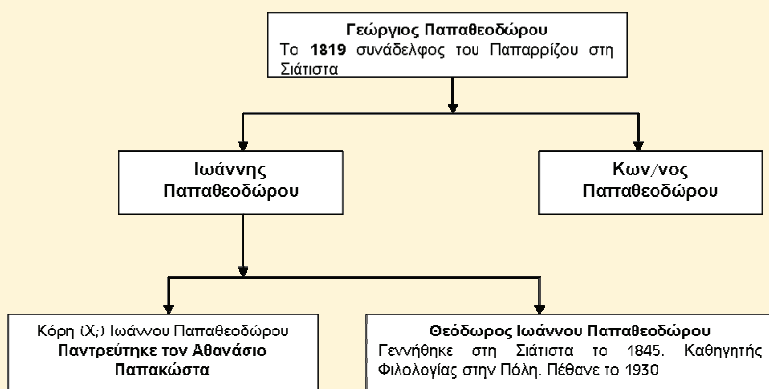 Γεώργιος Παπαθεοδώρου
Το 1819 συνάδελφος του Παπαρρίζου στη
Σιάτιστα
Ιωάννης
Παπαθεοδώρου
Κων/νος
Παπαθεοδώρου
Κόρη (Χ;) Ιωάννου Παπαθεοδώρου
Παντρεύτηκε τον Αθανάσιο
Παπακώστα
Θεόδωρος Ιωάννου Παπαθεοδώρου
Γεννήθηκε στη Σιάτιστα το 1845. Καθηγητής
Φιλολογίας στην Πόλη. Πέθανε το 1930